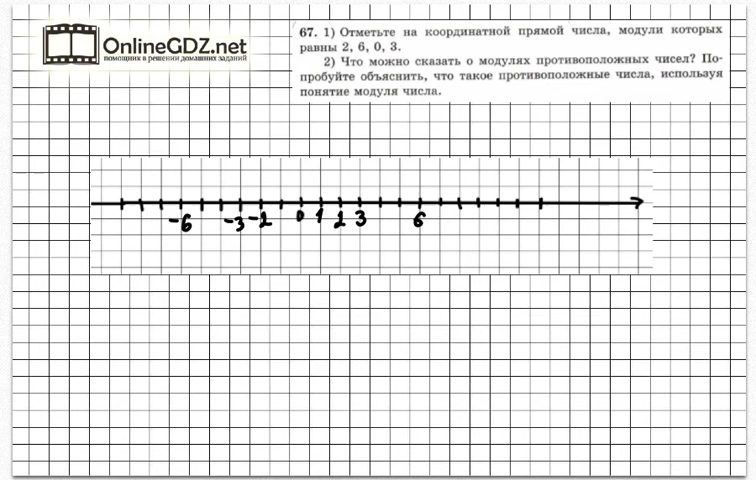 OnlineGDZ.net
помощник в решении домашних заданий
67. 1) Отметьте на координатной прямой числа, модули которых
равны 2, 6, 0, 3.
2) Что можно сказать о модулях противоположных чисел? По-
пробуйте объяснить, что такое противоположные числа, используя
понятие модуля числа.
-6 -3 -2 0 1 2 3 6